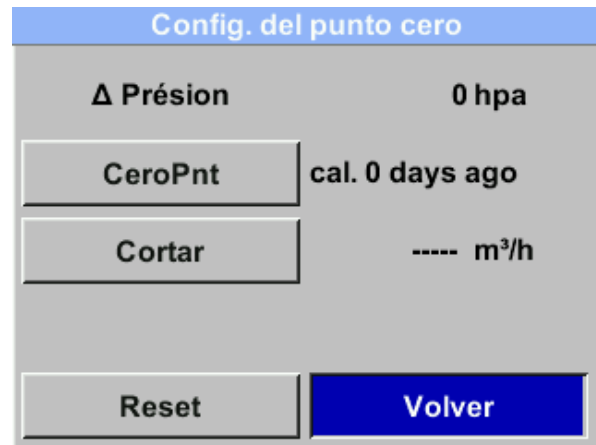 Config. del punto cero
Δ Présion 0 hpa
CeroPnt cal. 0 days ago
Cortar ----- m³/h
Reset Volver